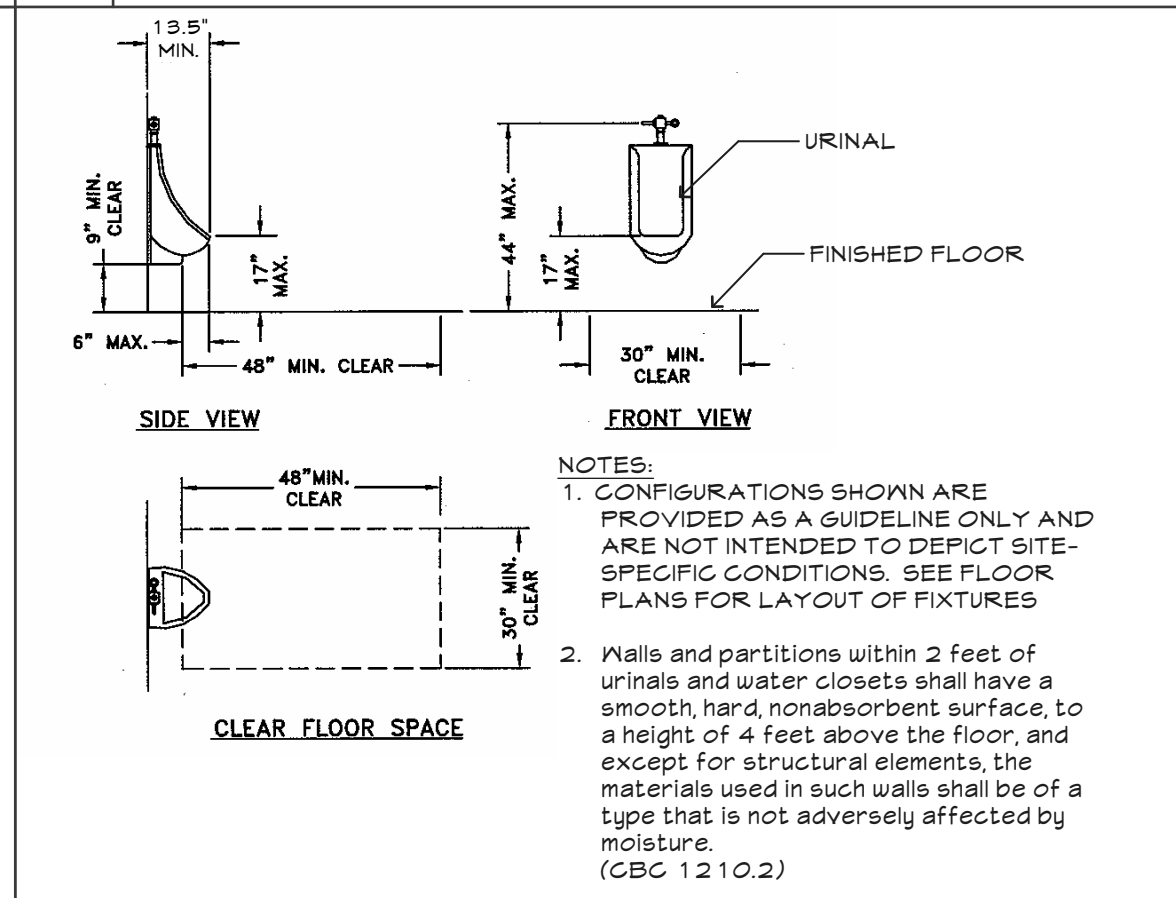 13.5"
MIN.
9" MIN.
CLEAR
17"
MAX.
6" MAX.
48" MIN. CLEAR
SIDE VIEW
44" MAX.
17"
MAX.
URINAL
FINISHED FLOOR
30" MIN.
CLEAR
FRONT VIEW
48"MIN.
CLEAR
30" MIN.
CLEAR
CLEAR FLOOR SPACE
NOTES:
1. CONFIGURATIONS SHOWN ARE
PROVIDED AS A GUIDELINE ONLY AND
ARE NOT INTENDED TO DEPICT SITE-
SPECIFIC CONDITIONS. SEE FLOOR
PLANS FOR LAYOUT OF FIXTURES
2. Walls and partitions within 2 feet of
urinals and water closets shall have a
smooth, hard, nonabsorbent surface, to
a height of 4 feet above the floor, and
except for structural elements, the
materials used in such walls shall be of a
type that is not adversely affected by
moisture.
(CBC 1210.2)